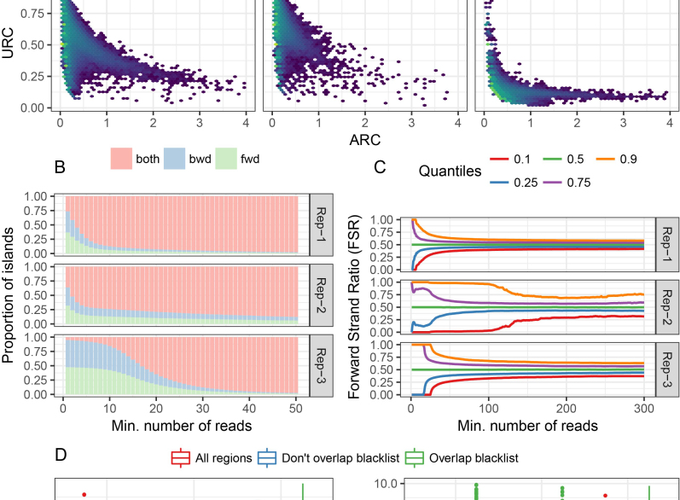 URC
0.75
0.50
0.25
0.00
0 1 2 3 4
0 1 2 3 4
0 1 2 3 4
ARC
B
both bwd fwd
Proportion of islands
1.00
0.75
0.50
0.25
0.00
Rep−1
1.00
0.75
0.50
0.25
0.00
Rep−2
1.00
0.75
0.50
0.25
0.00
Rep−3
0 10 20 30 40 50
Min. number of reads
C
Quantiles
0.1 0.5 0.9
0.25 0.75
Forward Strand Ratio (FSR)
1.00
0.75
0.50
0.25
0.00
Rep−1
1.00
0.75
0.50
0.25
0.00
Rep−2
1.00
0.75
0.50
0.25
0.00
Rep−3
0 100 200 300
Min. number of reads
D
All regions Don't overlap blacklist Overlap blacklist
10.0